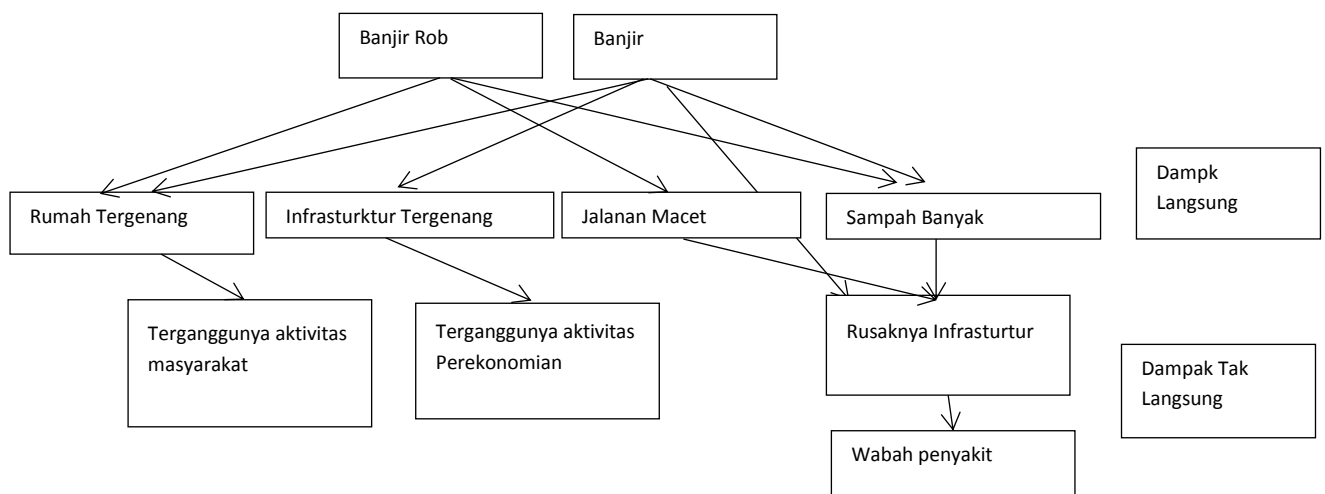 Banjir Rob
Banjir
Dampk
Langsung
Rumah Tergenang
Infrasturktur Tergenang
Jalanan Macet
Sampah Banyak
Terganggunya aktivitas
masyarakat
Terganggunya aktivitas
Perekonomian
Rusaknya Infrasturtur
Dampak Tak
Langsung
Wabah penyakit